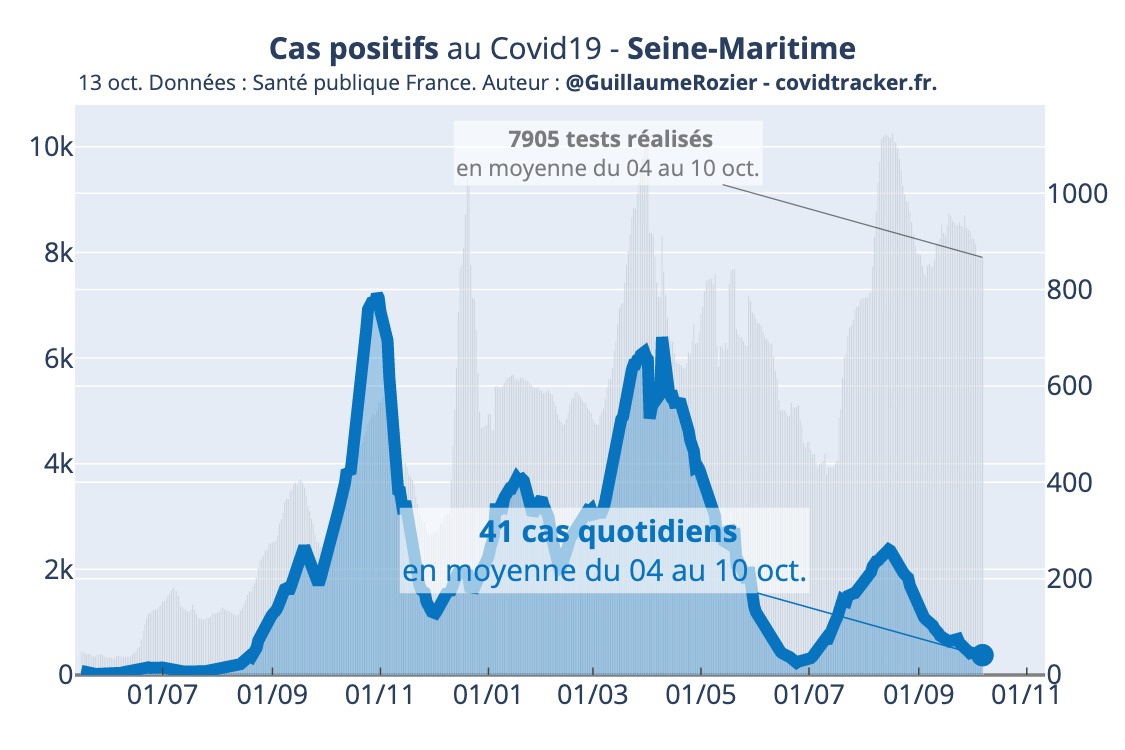 Cas positifs au Covid19 - Seine-Maritime
13 oct. Données : Santé publique France. Auteur : @GuillaumeRozier - covidtracker.fr.
7905 tests réalisés
en moyenne du 04 au 10 oct.
41 cas quotidiens
en moyenne du 04 au 10 oct.
10k
8k
6k
4k
2k
0
1000
800
600
400
200
0
01/07 01/09 01/11 01/01 01/03 01/05 01/07 01/09 01/11